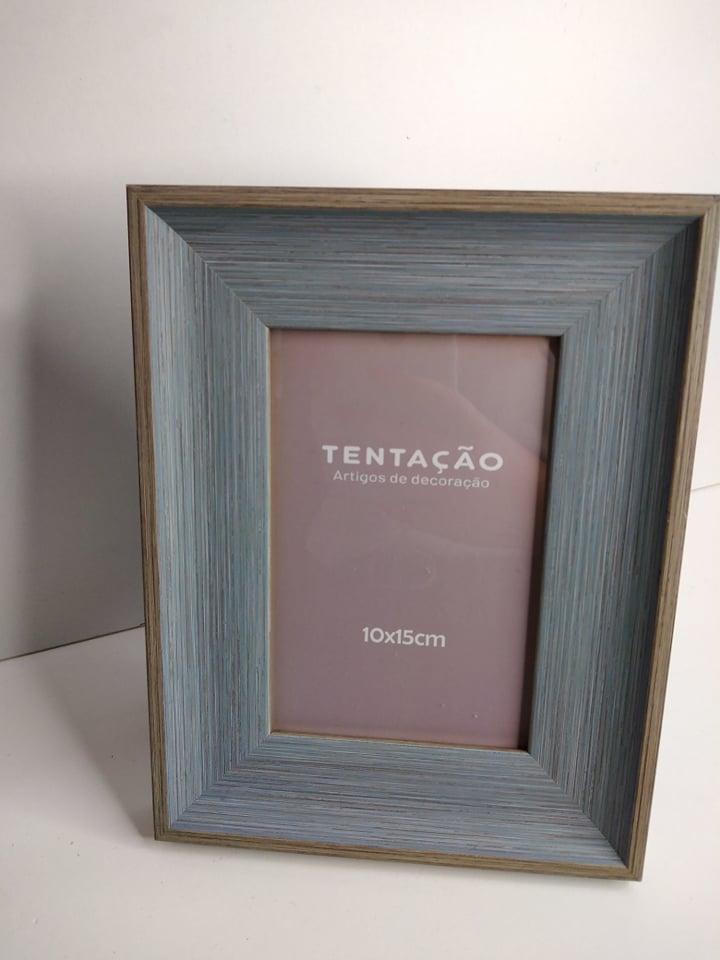 TENTAÇÃO
Artigos de decoração
10x15cm